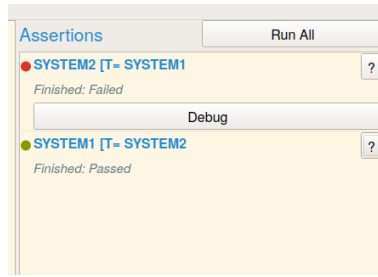 Assertions
Run All
SYSTEM2 [T= SYSTEM1
?
Finished: Failed
Debug
SYSTEM1 [T= SYSTEM2
?
Finished: Passed